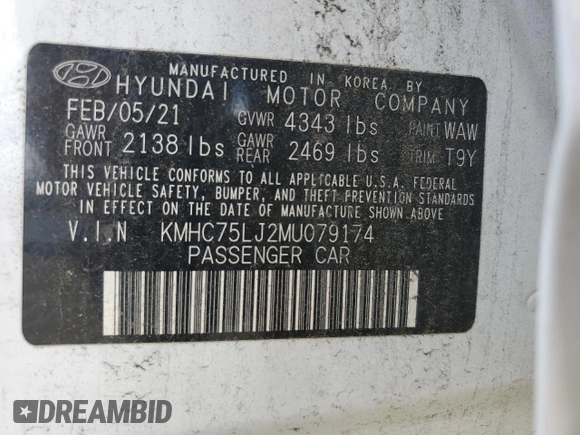 MANUFACTURED IN KOREA BY
HYUNDAI MOTOR COMPANY
FEB/05/21 GVWR 4343 lbs PAINT WAW
GAWR FRONT 2138 lbs GAWR REAR 2469 lbs TRIM T9Y
THIS VEHICLE CONFORMS TO ALL APPLICABLE U.S.A. FEDERAL
MOTOR VEHICLE SAFETY, BUMPER, AND THEFT PREVENTION STANDARDS
IN EFFECT ON THE DATE OF MANUFACTURE SHOWN ABOVE
V.I.N KMHC75LJ2MU079174
PASSENGER CAR
DREAMBID